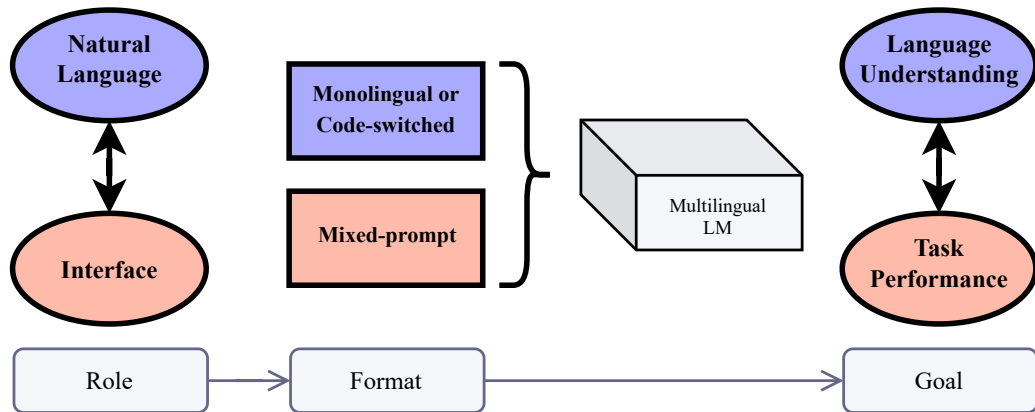 Natural
Language
Interface
Monolingual or
Code-switched
Mixed-prompt
Multilingual
LM
Language
Understanding
Task
Performance
Role
Format
Goal